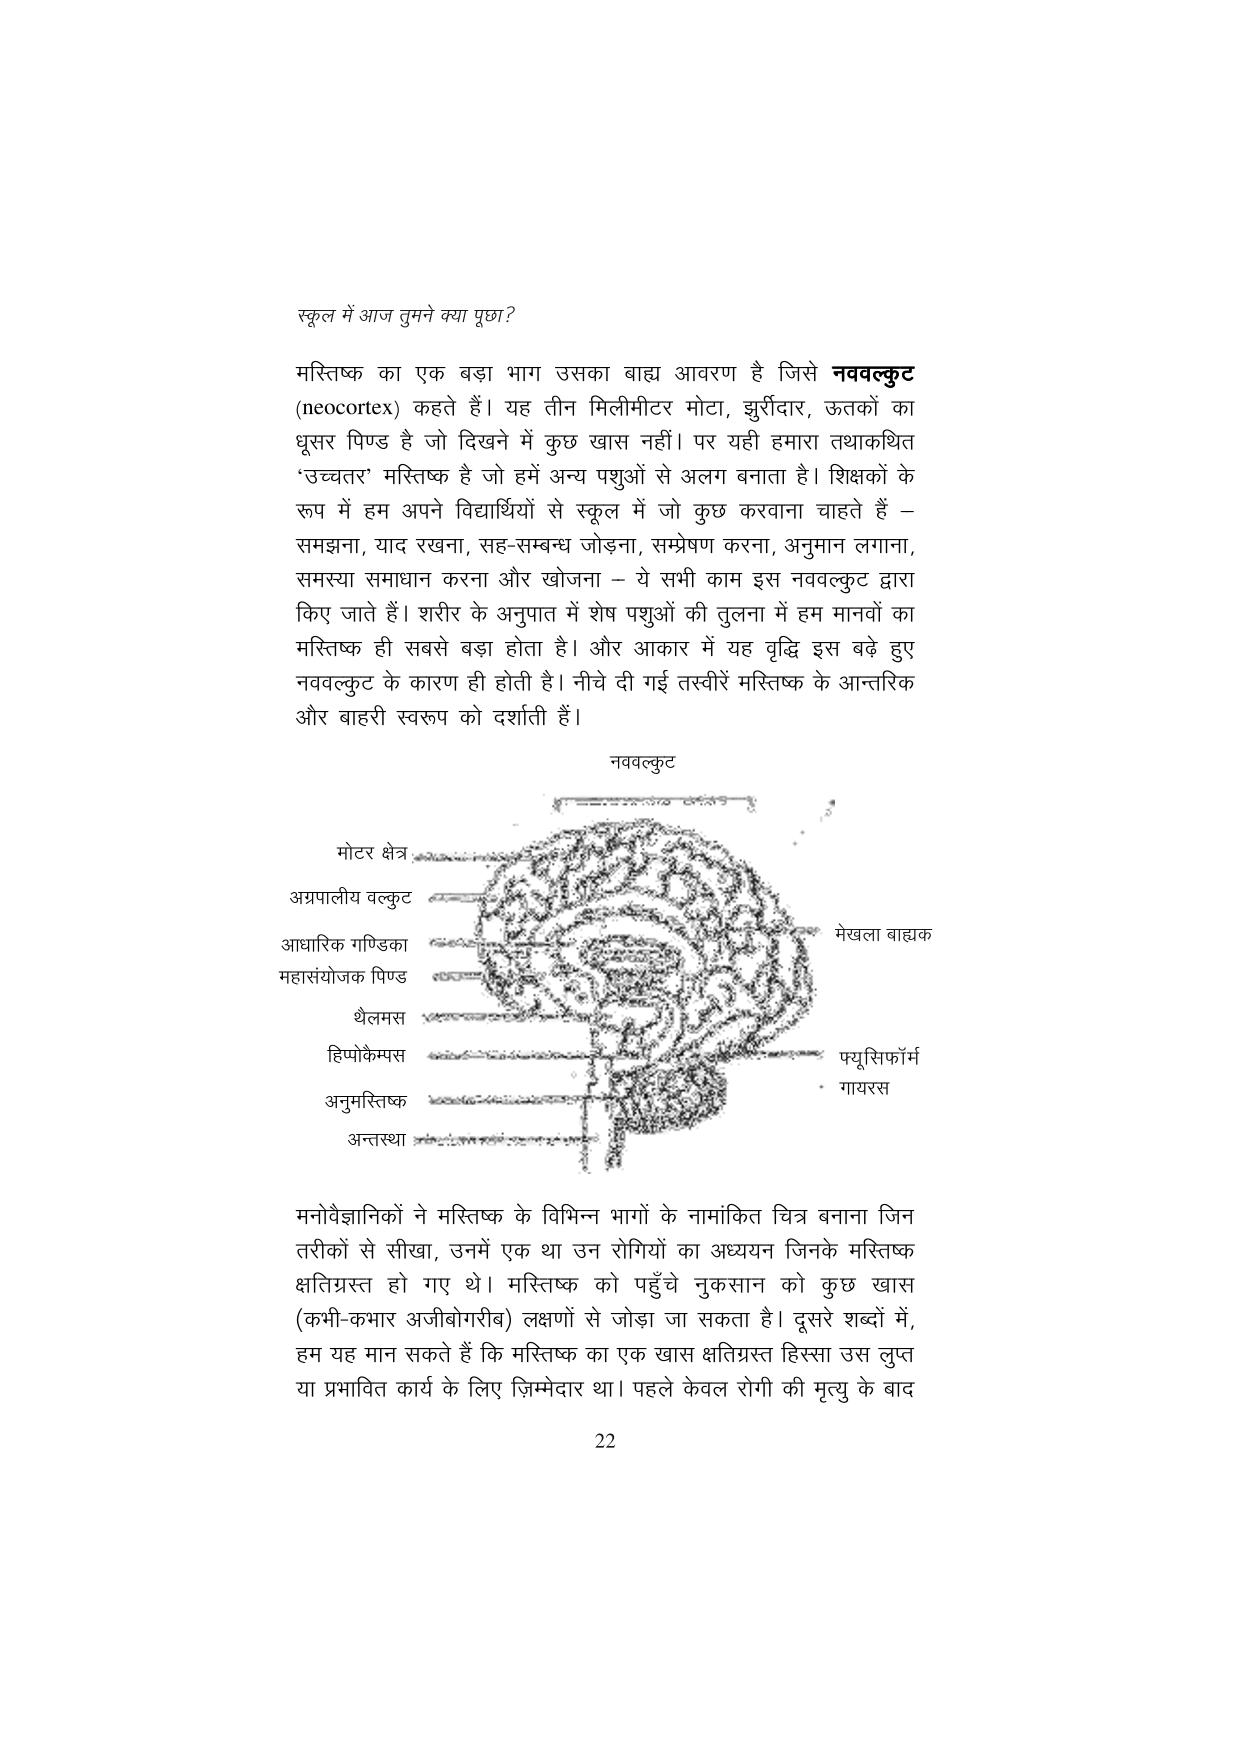 स्कूल में आज तुमने क्या पूछा?
मस्तिष्क का एक बड़ा भाग उसका बाह्य आवरण है जिसे नववल्कुट
(neocortex) कहते हैं। यह तीन मिलीमीटर मोटा, झुर्रीदार, ऊतकों का
धूसर पिण्ड है जो दिखने में कुछ खास नहीं। पर यही हमारा तथाकथित
‘उच्चतर’ मस्तिष्क है जो हमें अन्य पशुओं से अलग बनाता है। शिक्षकों के
रूप में हम अपने विद्यार्थियों से स्कूल में जो कुछ करवाना चाहते हैं –
समझना, याद रखना, सह-सम्बन्ध जोड़ना, सम्प्रेषण करना, अनुमान लगाना,
समस्या समाधान करना और खोजना – ये सभी काम इस नववल्कुट द्वारा
किए जाते हैं। शरीर के अनुपात में शेष पशुओं की तुलना में हम मानवों का
मस्तिष्क ही सबसे बड़ा होता है। और आकार में यह वृद्धि इस बढ़े हुए
नववल्कुट के कारण ही होती है। नीचे दी गई तस्वीरें मस्तिष्क के आन्तरिक
और बाहरी स्वरूप को दर्शाती हैं।
नववल्कुट
मोटर क्षेत्र
अग्रपालीय वल्कुट
आधारिक गण्डिका
महासंयोजक पिण्ड
थैलमस
हिप्पोकैम्पस
अनुमस्तिष्क
अन्तस्था
मेखला बाह्यक
फ्यूसिफॉर्म
गायरस
मनोवैज्ञानिकों ने मस्तिष्क के विभिन्न भागों के नामांकित चित्र बनाना जिन
तरीकों से सीखा, उनमें एक था उन रोगियों का अध्ययन जिनके मस्तिष्क
क्षतिग्रस्त हो गए थे। मस्तिष्क को पहुँचे नुकसान को कुछ खास
(कभी-कभार अजीबोगरीब) लक्षणों से जोड़ा जा सकता है। दूसरे शब्दों में,
हम यह मान सकते हैं कि मस्तिष्क का एक खास क्षतिग्रस्त हिस्सा उस लुप्त
या प्रभावित कार्य के लिए ज़िम्मेदार था। पहले केवल रोगी की मृत्यु के बाद
22